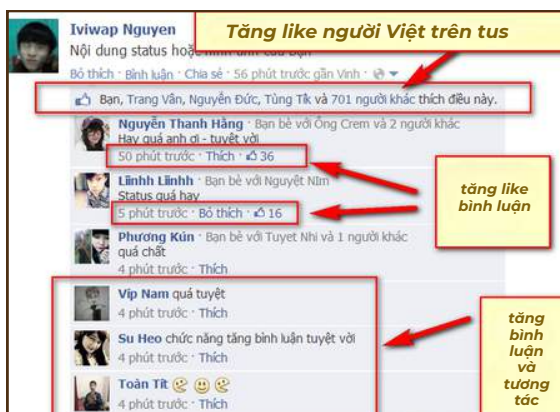 Iviwap Nguyen
Tăng like người Việt trên tus
Nội dung status hoặc hình ảnh của bạn
Bỏ thích · Bình luận · Chia sẻ · 56 phút trước gần Vinh ·
Bạn, Trang Vân, Nguyễn Đức, Tùng Tĩk và 701 người khác thích điều này.
Nguyễn Thanh Hằng · Bạn bè với Ông Crem và 2 người khác
Hay quá anh ơi - tuyệt vời
50 phút trước · Thích · 36
Liinhh Liinhh · Bạn bè với Nguyệt NIm
Status quá hay
5 phút trước · Bỏ thích · 16
tăng like
bình luận
Phương Kún · Bạn bè với Tuyet Nhi và 1 người khác
quá chất
4 phút trước · Thích
Víp Nam quá tuyệt
4 phút trước · Thích
Su Heo chức năng tăng bình luận tuyệt vời
4 phút trước · Thích
Toàn Tít
4 phút trước · Thích
tăng
bình
luận
và
tương
tác